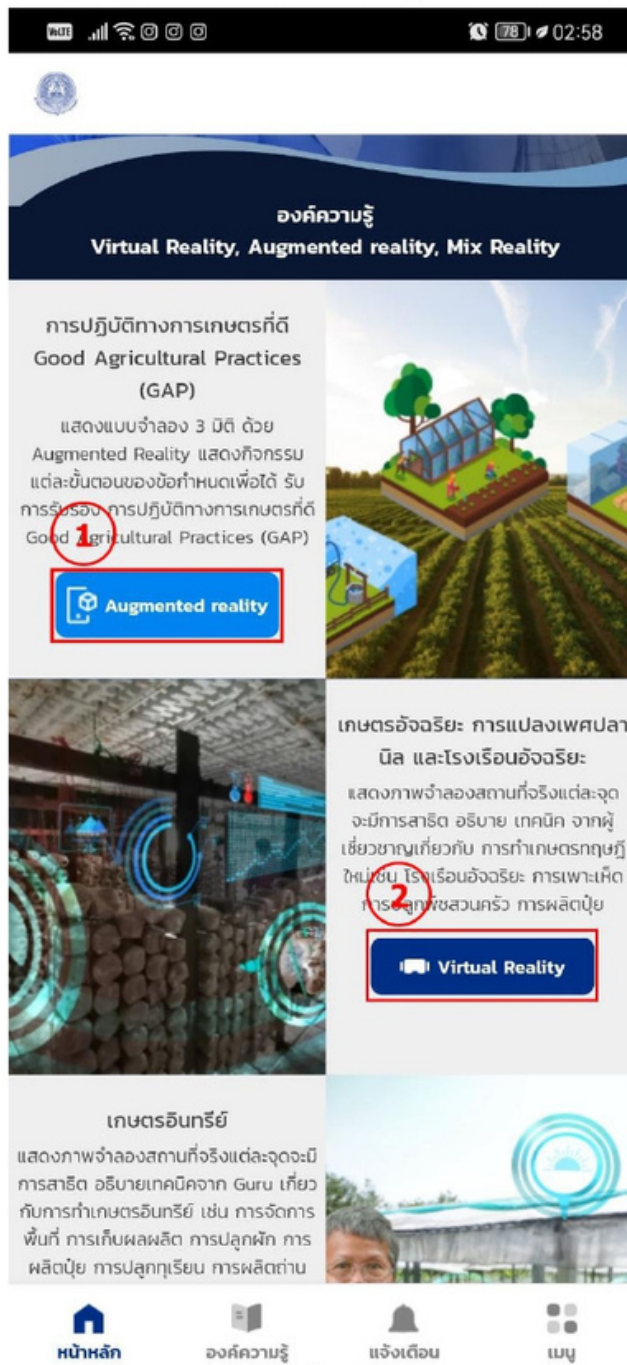 VoLTE
78 02:58
องค์ความรู้
Virtual Reality, Augmented reality, Mix Reality
การปฏิบัติทางการเกษตรที่ดี
Good Agricultural Practices
(GAP)
แสดงแบบจำลอง 3 มิติ ด้วย
Augmented Reality แสดงกิจกรรม
แต่ละขั้นตอนของข้อกำหนดเพื่อได้ รับ
การรับรอง การปฏิบัติทางการเกษตรที่ดี
Good Agricultural Practices (GAP)
1
Augmented reality
เกษตรอัจฉริยะ การแปลงเพศปลา
นิล และโรงเรือนอัจฉริยะ
แสดงภาพจำลองสถานที่จริงแต่ละจุด
จะมีการสาธิต อธิบาย เทคนิค จากผู้
เชี่ยวชาญเกี่ยวกับ การทำเกษตรทฤษฎี
ใหม่เช่น โรงเรือนอัจฉริยะ การเพาะเห็ด
การปลูกพืชสวนครัว การผลิตปุ๋ย
2
Virtual Reality
เกษตรอินทรีย์
แสดงภาพจำลองสถานที่จริงแต่ละจุดจะมี
การสาธิต อธิบายเทคนิคจาก Guru เกี่ยว
กับการทำเกษตรอินทรีย์ เช่น การจัดการ
พื้นที่ การเก็บผลผลิต การปลูกผัก การ
ผลิตปุ๋ย การปลูกทุเรียน การผลิตถ่าน
หน้าหลัก
องค์ความรู้
แจ้งเตือน
เมนู